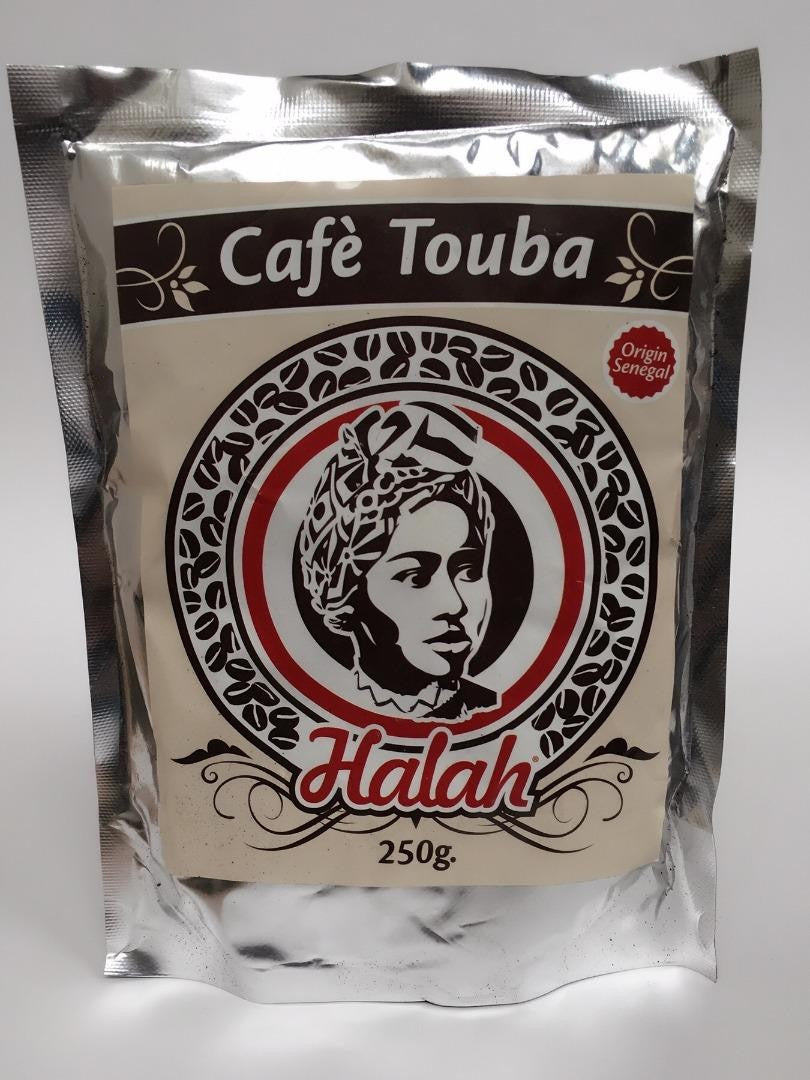 Cafè Touba
Origin
Senegal
Halah®
250g.